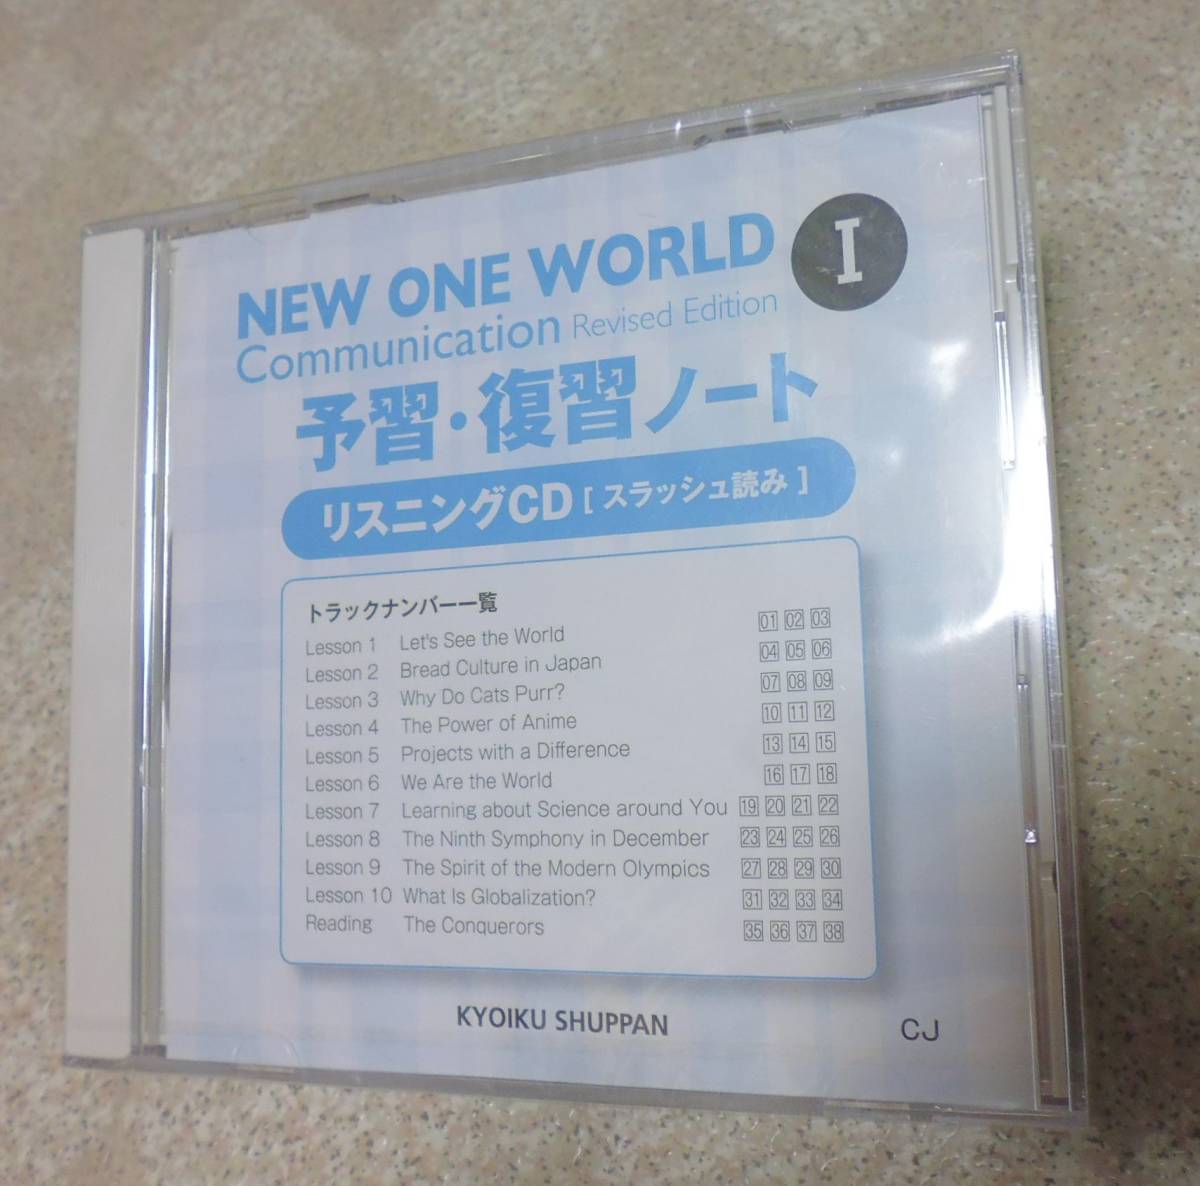 NEW ONE WORLD I
Communication Revised Edition
予習・復習ノート
リスニングCD [ スラッシュ読み ]
トラックナンバー一覧
Lesson 1 Let's See the World 01 02 03
Lesson 2 Bread Culture in Japan 04 05 06
Lesson 3 Why Do Cats Purr? 07 08 09
Lesson 4 The Power of Anime 10 11 12
Lesson 5 Projects with a Difference 13 14 15
Lesson 6 We Are the World 16 17 18
Lesson 7 Learning about Science around You 19 20 21 22
Lesson 8 The Ninth Symphony in December 23 24 25 26
Lesson 9 The Spirit of the Modern Olympics 27 28 29 30
Lesson 10 What Is Globalization? 31 32 33 34
Reading The Conquerors 35 36 37 38
KYOIKU SHUPPAN
CJ